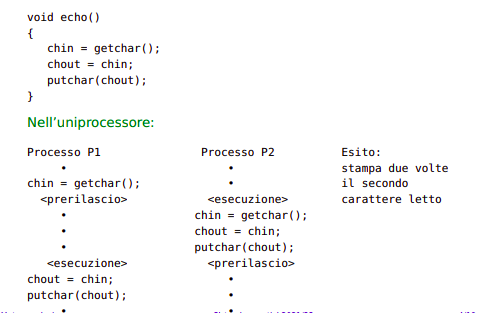 void echo()
{
chin = getchar();
chout = chin;
putchar(chout);
}
Nell'uniprocessore:
Processo P1 Processo P2 Esito:
• • stampa due volte
chin = getchar(); • il secondo
<prerilascio> <esecuzione> carattere letto
• chin = getchar();
• chout = chin;
• putchar(chout);
<esecuzione> <prerilascio>
chout = chin; •
putchar(chout); •
• •